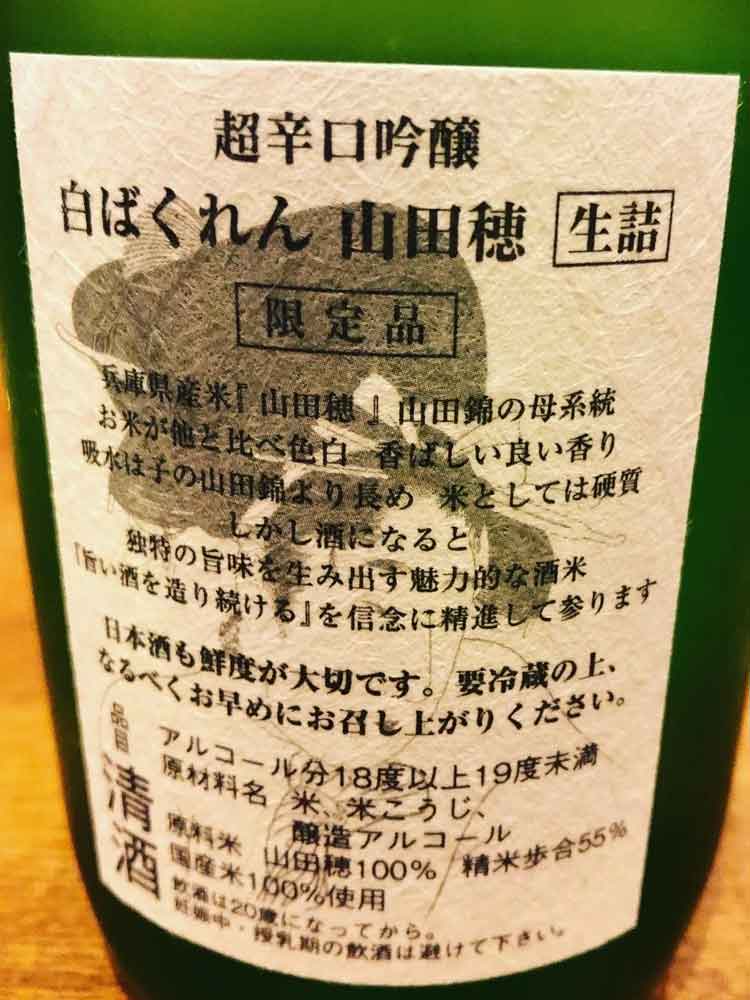 超辛口吟醸
白ばくれん 山田穂 生詰
限定品
兵庫県産米『山田穂』山田錦の母系統
お米が他と比べ色白 香ばしい良い香り
吸水は子の山田錦より長め 米としては硬質
しかし酒になると
独特の旨味を生み出す魅力的な酒米
『旨い酒を造り続ける』を信念に精進して参ります
日本酒も鮮度が大切です。要冷蔵の上、
なるべくお早めにお召し上がりください。
品目 清酒
アルコール分18度以上19度未満
原材料名 米、米こうじ、
醸造アルコール
原料米 山田穂100% 精米歩合55%
国産米100%使用
飲酒は20歳になってから。
妊娠中・授乳期の飲酒は避けて下さい。